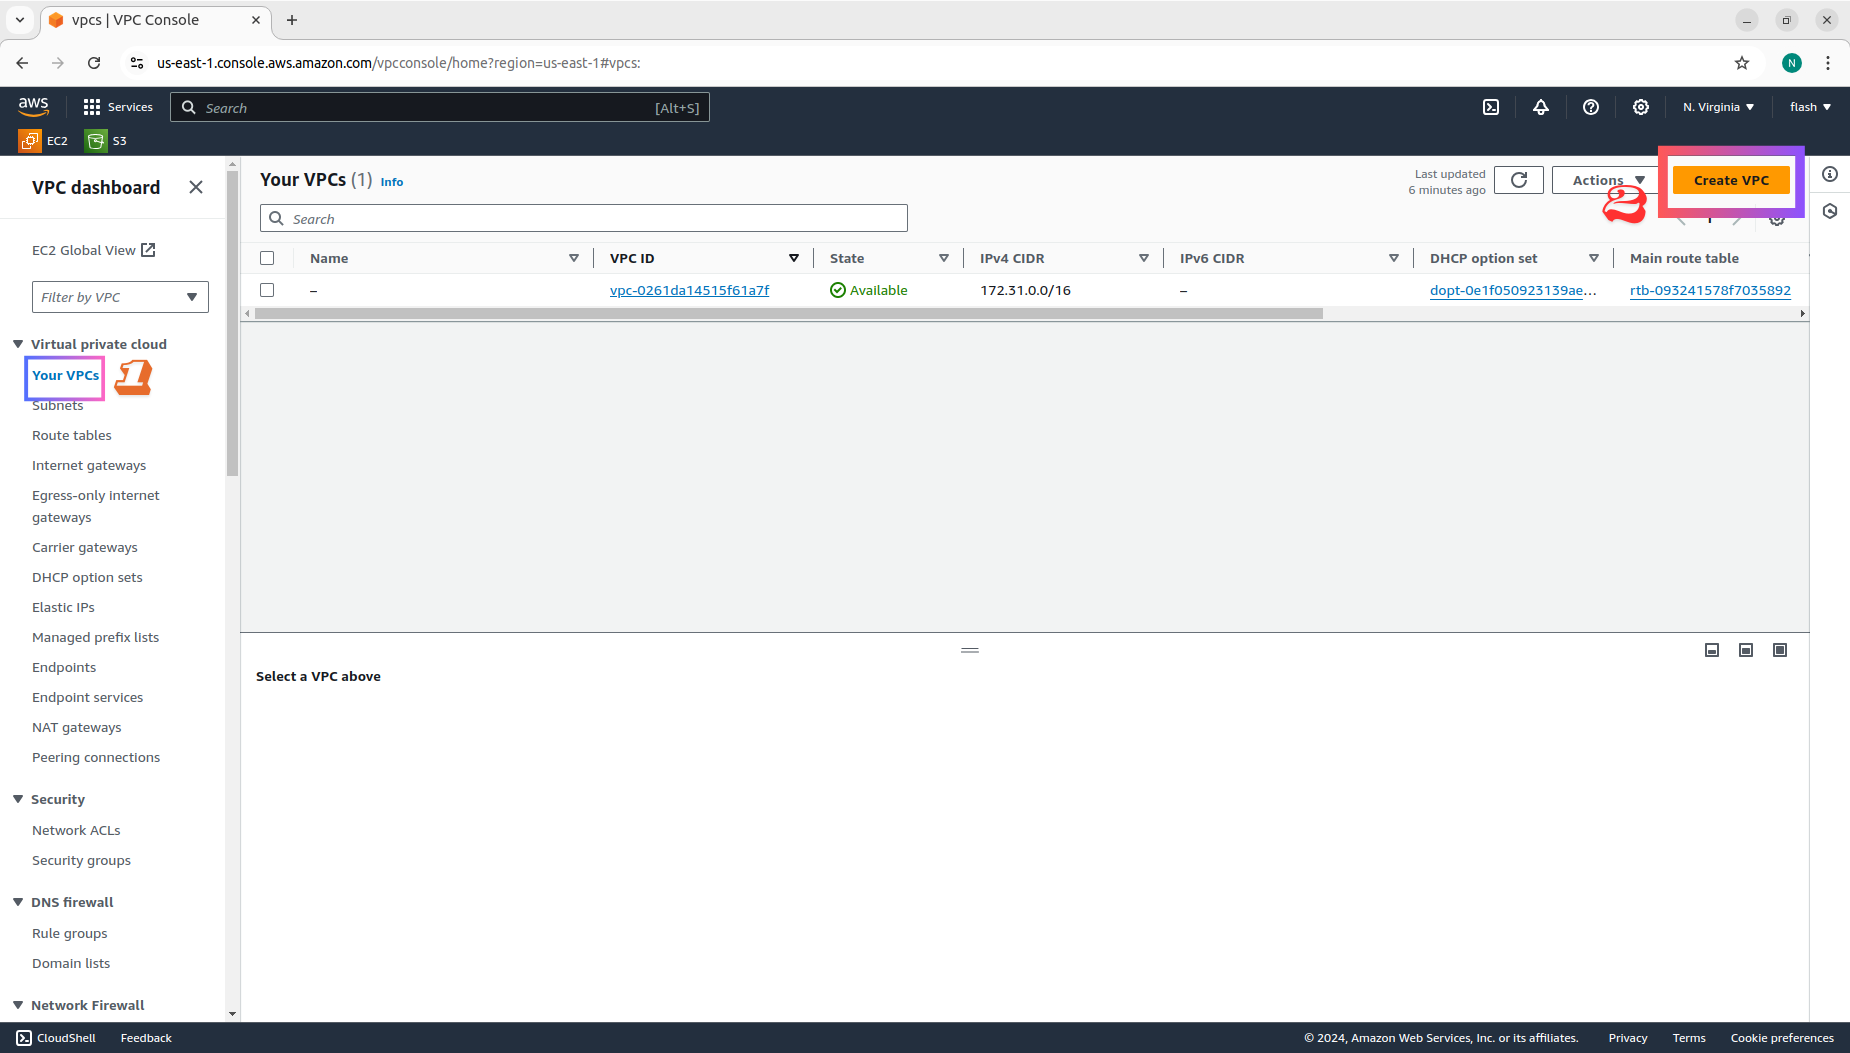 vpcs | VPC Console
us-east-1.console.aws.amazon.com/vpcconsole/home?region=us-east-1#vpcs:
N
aws
Services
Search
[Alt+S]
N. Virginia
flash
EC2
S3
VPC dashboard
EC2 Global View
Filter by VPC
Virtual private cloud
Your VPCs
1
Subnets
Route tables
Internet gateways
Egress-only internet
gateways
Carrier gateways
DHCP option sets
Elastic IPs
Managed prefix lists
Endpoints
Endpoint services
NAT gateways
Peering connections
Security
Network ACLs
Security groups
DNS firewall
Rule groups
Domain lists
Network Firewall
Your VPCs (1) Info
Last updated
6 minutes ago
Actions
2
Create VPC
Search
1
Name VPC ID State IPv4 CIDR IPv6 CIDR DHCP option set Main route table
– vpc-0261da14515f61a7f Available 172.31.0.0/16 – dopt-0e1f050923139ae... rtb-093241578f7035892
Select a VPC above
CloudShell Feedback © 2024, Amazon Web Services, Inc. or its affiliates. Privacy Terms Cookie preferences